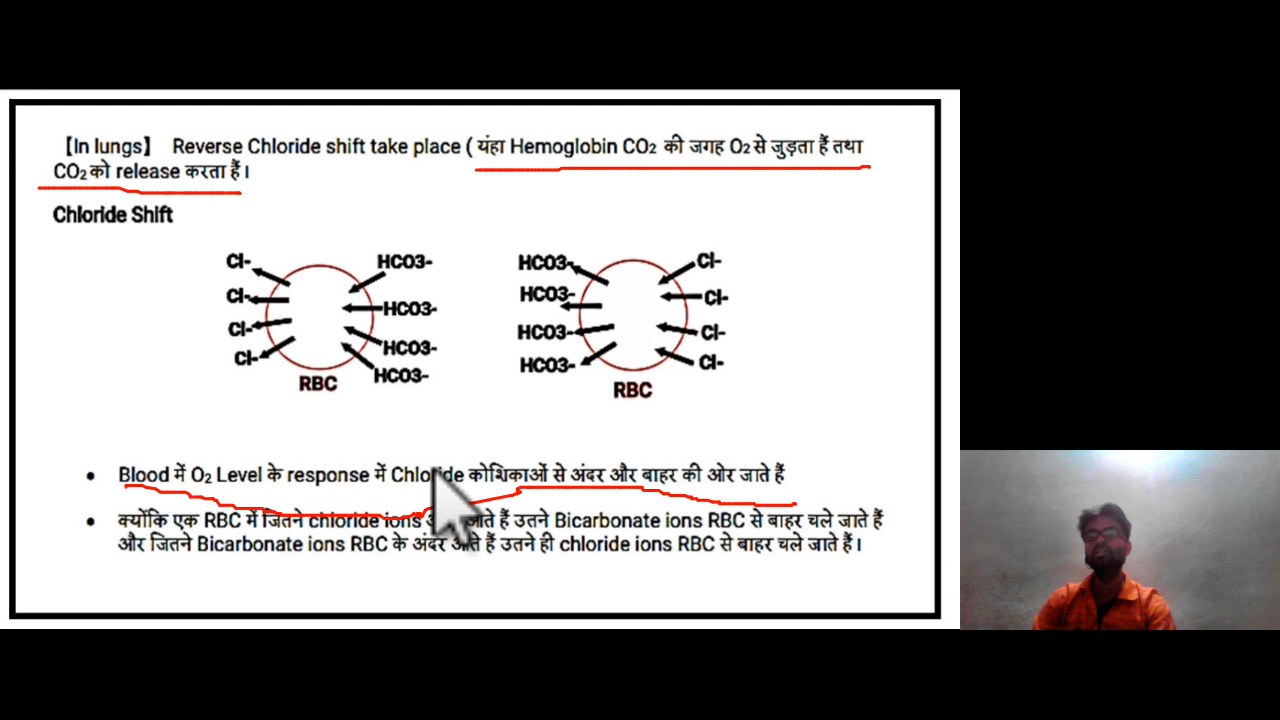 【In lungs】 Reverse Chloride shift take place ( यंहा Hemoglobin CO₂ की जगह O₂ से जुड़ता हैं तथा
CO₂ को release करता हैं।
Chloride Shift
Cl- HCO3- HCO3- Cl-
Cl- HCO3- HCO3- Cl-
Cl- HCO3- HCO3- Cl-
Cl- HCO3- HCO3- Cl-
RBC RBC
• Blood में O₂ Level के response में Chloride कोशिकाओं से अंदर और बाहर की ओर जाते हैं
• क्योंकि एक RBC में जितने chloride ions जाते हैं उतने Bicarbonate ions RBC से बाहर चले जाते हैं
और जितने Bicarbonate ions RBC के अंदर आते हैं उतने ही chloride ions RBC से बाहर चले जाते हैं।